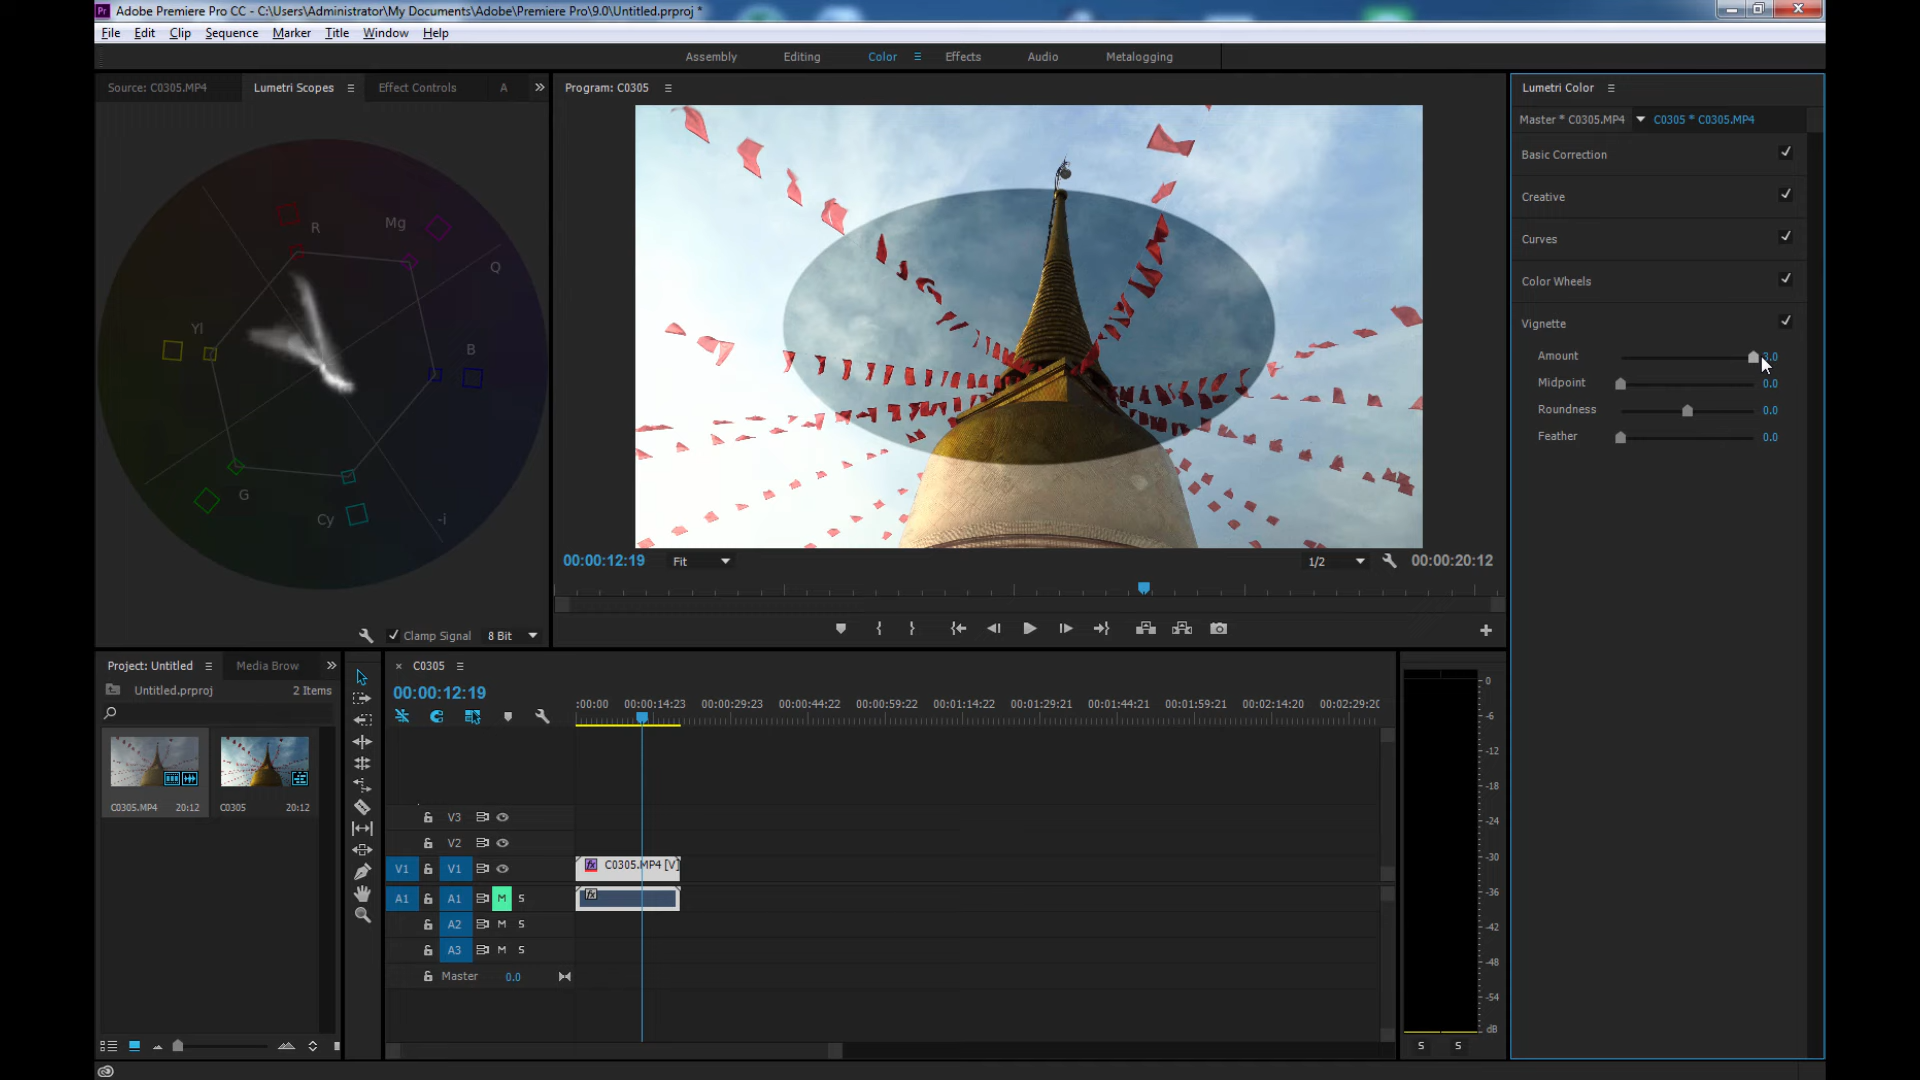 Adobe Premiere Pro CC - C:\Users\Administrator\My Documents\Adobe\Premiere Pro\9.0\Untitled.prproj *
File Edit Clip Sequence Marker Title Window Help
Assembly Editing Color Effects Audio Metalogging
Source: C0305.MP4 Lumetri Scopes Effect Controls A
R
Mg
Q
Yl
B
G
Cy
-i
Clamp Signal 8 Bit
Program: C0305
00:00:12:19 Fit 1/2 00:00:20:12
Lumetri Color
Master * C0305.MP4 C0305 * C0305.MP4
Basic Correction
Creative
Curves
Color Wheels
Vignette
Amount 3.0
Midpoint 0.0
Roundness 0.0
Feather 0.0
Project: Untitled Media Brow
Untitled.prproj 2 Items
C0305.MP4 20:12 C0305 20:12
C0305
00:00:12:19
:00:00 00:00:14:23 00:00:29:23 00:00:44:22 00:00:59:22 00:01:14:22 00:01:29:21 00:01:44:21 00:01:59:21 00:02:14:20 00:02:29:20
V3
V2
V1 V1 fx C0305.MP4 [V]
A1 A1 M S fx
A2 M S
A3 M S
Master 0.0
0
-6
-12
-18
-24
-30
-36
-42
-48
-54
dB
S S